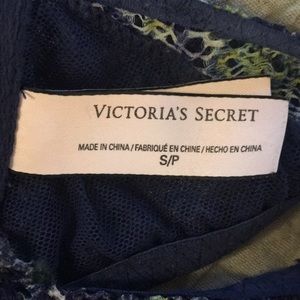 VICTORIA'S SECRET
MADE IN CHINA / FABRIQUÉ EN CHINE / HECHO EN CHINA
S/P